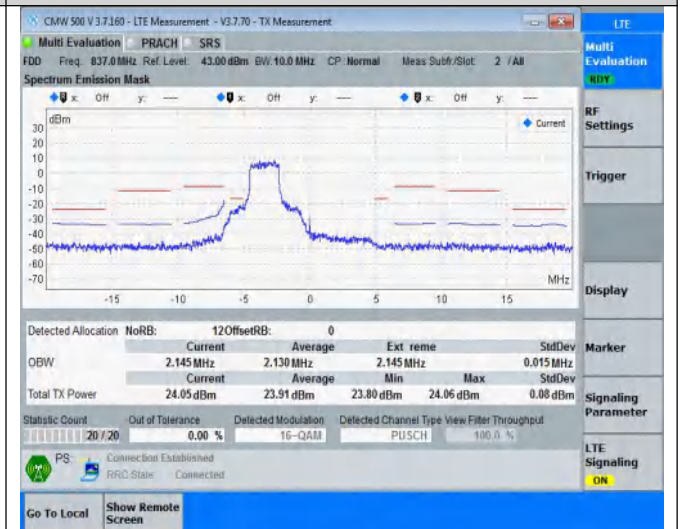 CMW 500 V 3.7.160 - LTE Measurement - V3.7.70 - TX Measurement
LTE
Multi Evaluation PRACH SRS
Multi
Evaluation
RDY
FDD Freq. 837.0 MHz Ref. Level: 43.00 dBm BW: 10.0 MHz CP: Normal Meas Subfr./Slot: 2 / All
Spectrum Emission Mask
x: Off y: --- x: Off y: --- x: Off y: ---
dBm
Current
30
20
10
0
-10
-20
-30
-40
-50
-60
-70
MHz
-15 -10 -5 0 5 10 15
RF
Settings
Trigger
Display
Marker
Signaling
Parameter
LTE
Signaling
ON
Detected Allocation NoRB: 12 OffsetRB: 0
Current Average Extreme StdDev
OBW 2.145 MHz 2.130 MHz 2.145 MHz 0.015 MHz
Current Average Min Max StdDev
Total TX Power 24.05 dBm 23.91 dBm 23.80 dBm 24.06 dBm 0.08 dBm
Statistic Count Out of Tolerance Detected Modulation Detected Channel Type View Filter Throughput
20 / 20 0.00 % 16-QAM PUSCH 100.0 %
PS: Connection Established
RRC State: Connected
Go To Local
Show Remote
Screen